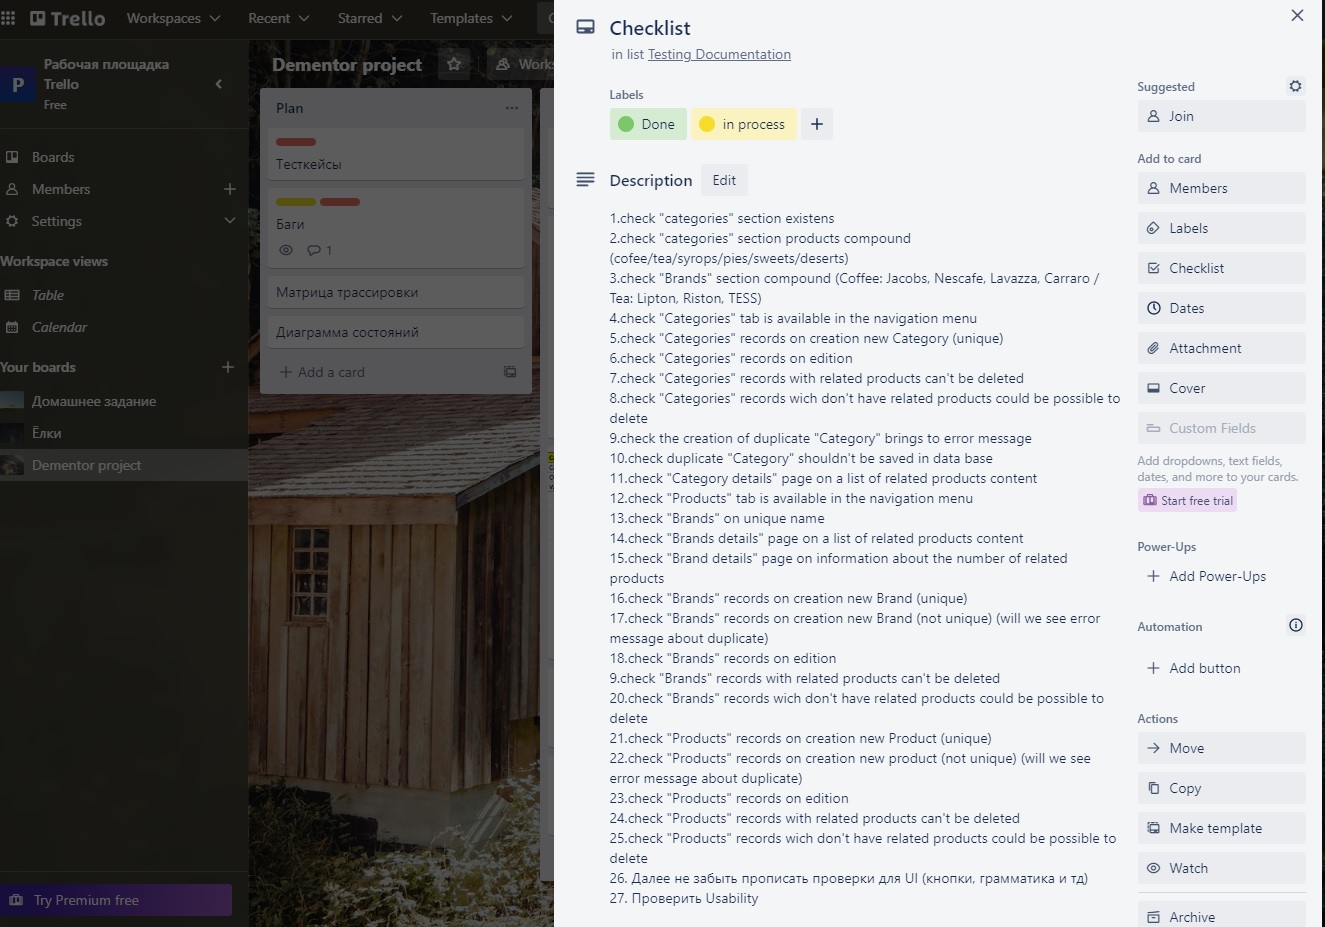 Trello
Workspaces
Recent
Starred
Templates
P
Рабочая площадка
Trello
Free
Boards
Members
Settings
Workspace views
Table
Calendar
Your boards
Домашнее задание
Ёлки
Dementor project
Try Premium free
Dementor project
Plan
Тесткейсы
Баги
1
Матрица трассировки
Диаграмма состояний
Add a card
Checklist
in list Testing Documentation
Labels
Done
in process
Description
Edit
1.check "categories" section existens
2.check "categories" section products compound
(cofee/tea/syrops/pies/sweets/deserts)
3.check "Brands" section compound (Coffee: Jacobs, Nescafe, Lavazza, Carraro /
Tea: Lipton, Riston, TESS)
4.check "Categories" tab is available in the navigation menu
5.check "Categories" records on creation new Category (unique)
6.check "Categories" records on edition
7.check "Categories" records with related products can't be deleted
8.check "Categories" records wich don't have related products could be possible to
delete
9.check the creation of duplicate "Category" brings to error message
10.check duplicate "Category" shouldn't be saved in data base
11.check "Category details" page on a list of related products content
12.check "Products" tab is available in the navigation menu
13.check "Brands" on unique name
14.check "Brands details" page on a list of related products content
15.check "Brand details" page on information about the number of related
products
16.check "Brands" records on creation new Brand (unique)
17.check "Brands" records on creation new Brand (not unique) (will we see error
message about duplicate)
18.check "Brands" records on edition
9.check "Brands" records with related products can't be deleted
20.check "Brands" records wich don't have related products could be possible to
delete
21.check "Products" records on creation new Product (unique)
22.check "Products" records on creation new product (not unique) (will we see
error message about duplicate)
23.check "Products" records on edition
24.check "Products" records with related products can't be deleted
25.check "Products" records wich don't have related products could be possible to
delete
26. Далее не забыть прописать проверки для UI (кнопки, грамматика и тд)
27. Проверить Usability
Suggested
Join
Add to card
Members
Labels
Checklist
Dates
Attachment
Cover
Custom Fields
Add dropdowns, text fields,
dates, and more to your cards.
Start free trial
Power-Ups
Add Power-Ups
Automation
Add button
Actions
Move
Copy
Make template
Watch
Archive